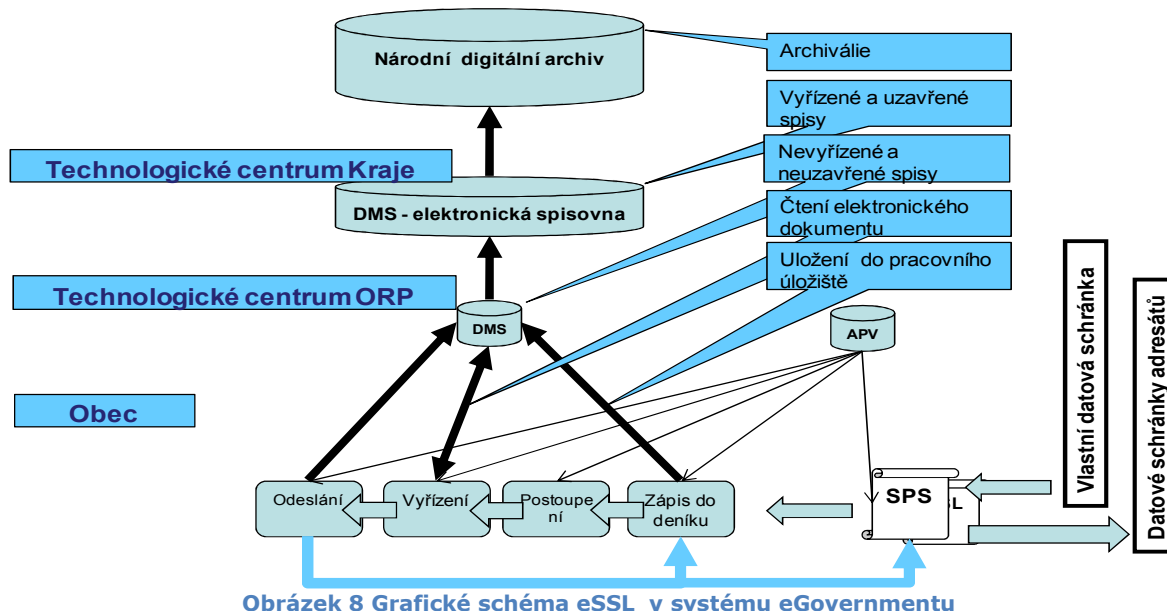 Národní digitální archiv
Archiválie
Vyřízené a uzavřené
spisy
Nevyřízené a
neuzavřené spisy
Technologické centrum Kraje
DMS - elektronická spisovna
Čtení elektronického
dokumentu
Uložení do pracovního
úložiště
Technologické centrum ORP
DMS
APV
Vlastní datová schránka
Datové schránky adresátů
Obec
Odeslání
Vyřízení
Postoupe
ní
Zápis do
deníku
SPS
L
Obrázek 8 Grafické schéma eSSL v systému eGovernmentu